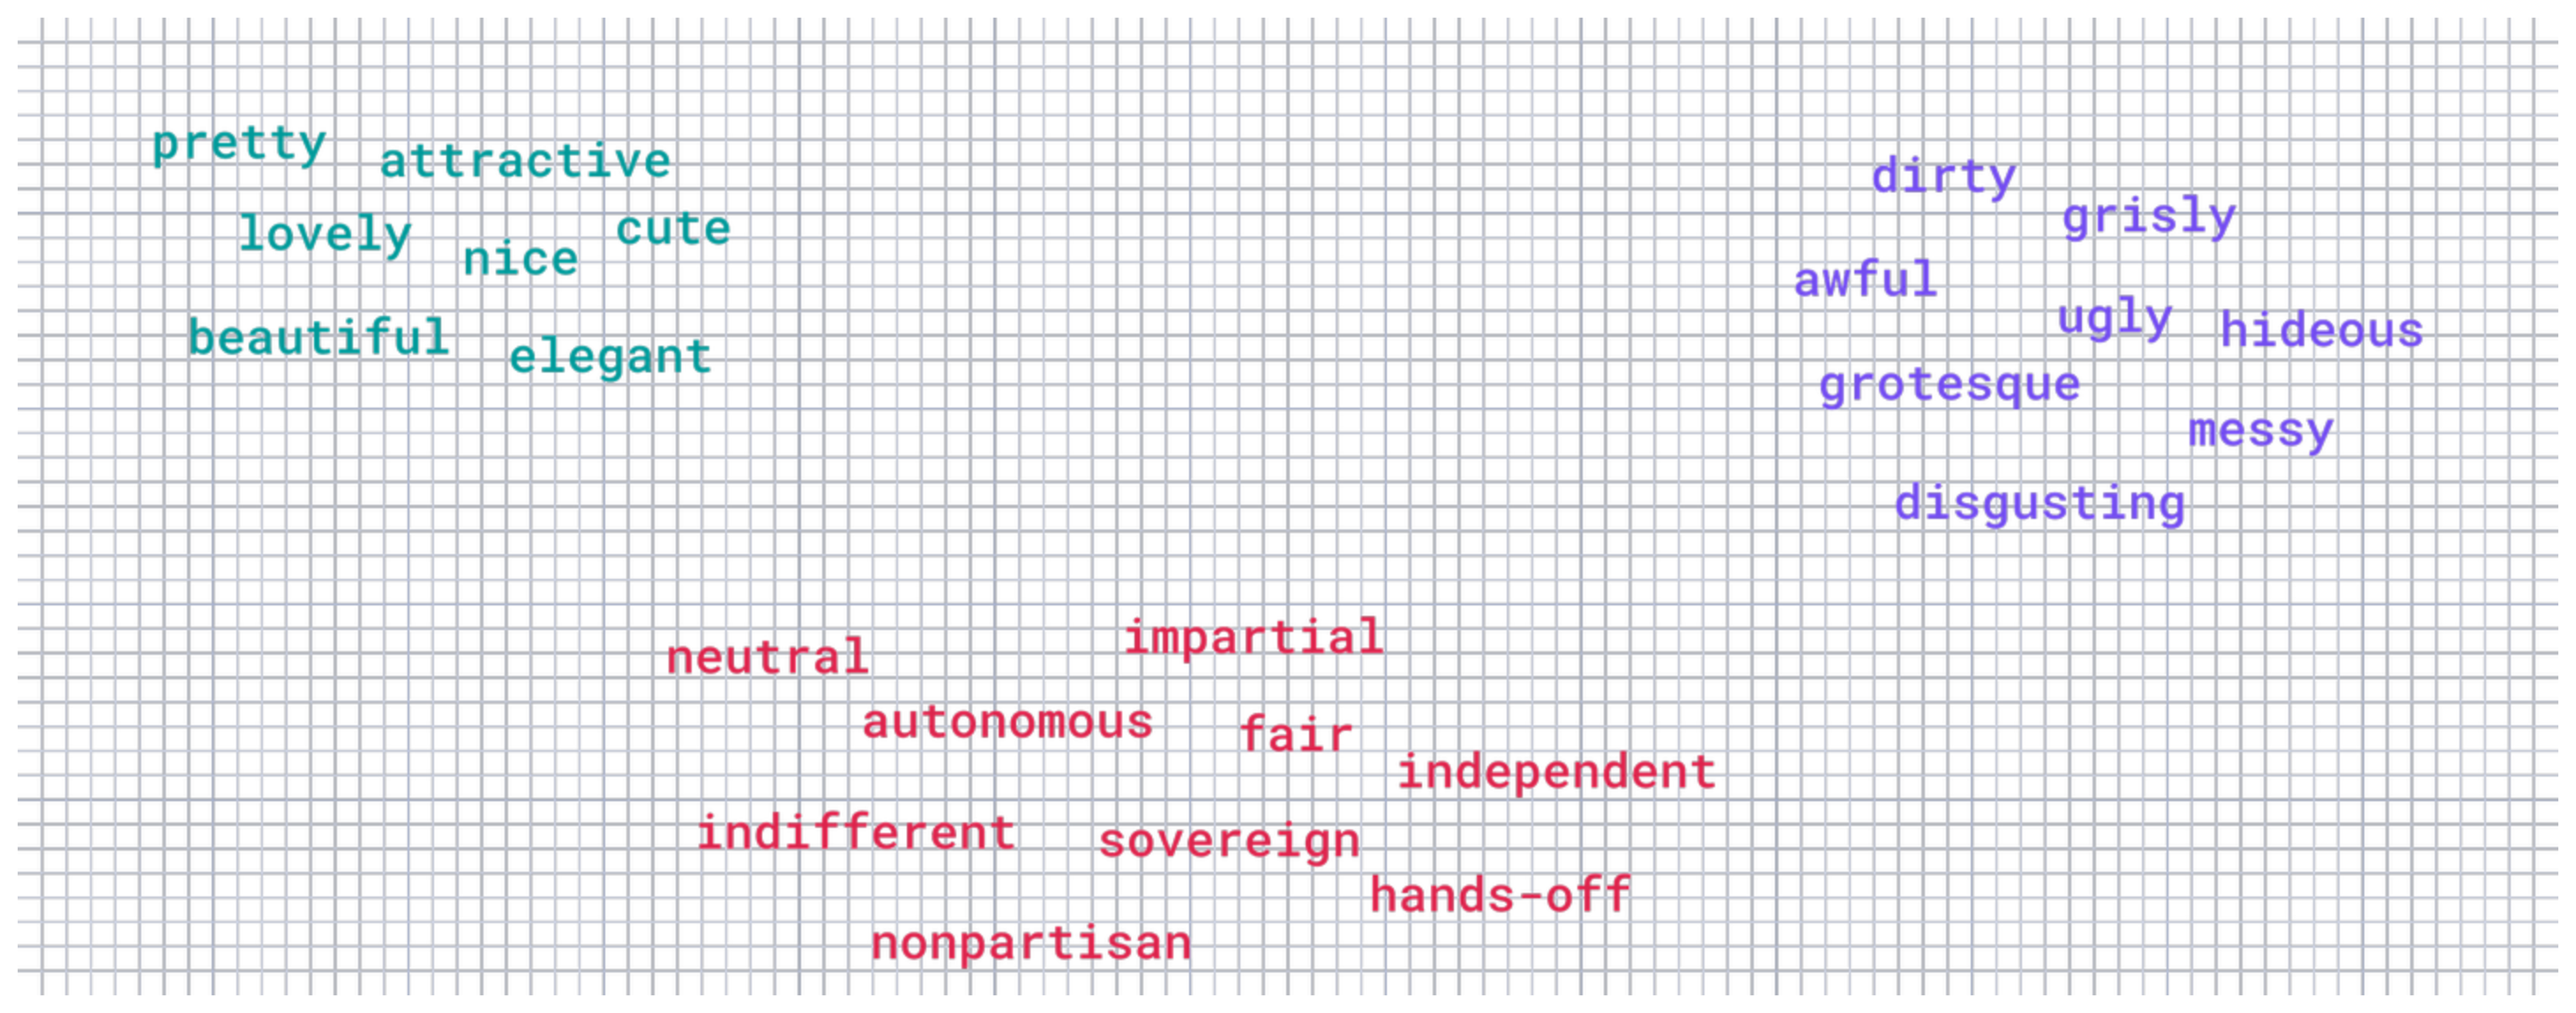 pretty
attractive
lovely
nice
cute
beautiful
elegant
dirty
grisly
awful
ugly
hideous
grotesque
messy
disgusting
neutral
impartial
autonomous
fair
independent
indifferent
sovereign
hands-off
nonpartisan